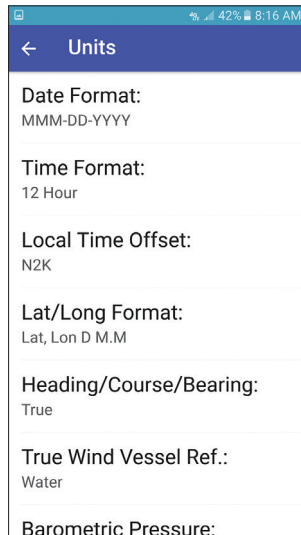 42% 8:16 AM
Units
Date Format:
MMM-DD-YYYY
Time Format:
12 Hour
Local Time Offset:
N2K
Lat/Long Format:
Lat, Lon D M.M
Heading/Course/Bearing:
True
True Wind Vessel Ref.:
Water
Barometric Pressure: